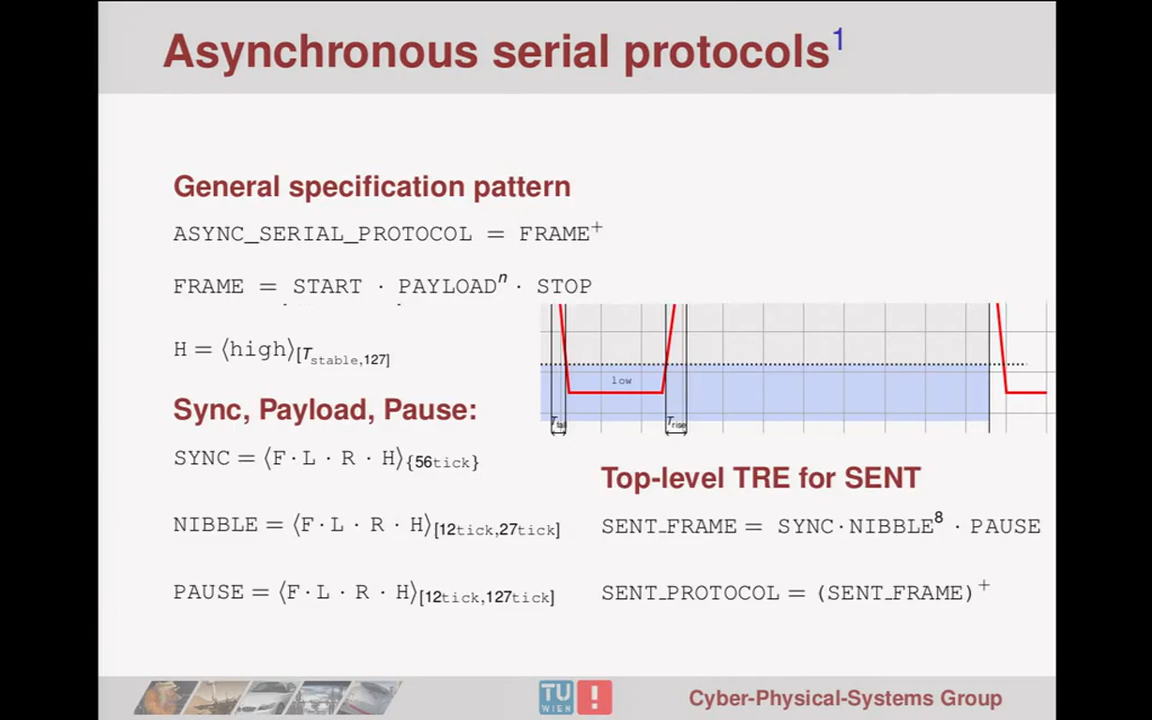 Asynchronous serial protocols¹
General specification pattern
ASYNC_SERIAL_PROTOCOL = FRAME⁺
FRAME = START · PAYLOADⁿ · STOP
H = ⟨high⟩[Tstable,127]
low
Tfall
Trise
Sync, Payload, Pause:
SYNC = ⟨F · L · R · H⟩{56tick}
NIBBLE = ⟨F · L · R · H⟩[12tick,27tick]
PAUSE = ⟨F · L · R · H⟩[12tick,127tick]
Top-level TRE for SENT
SENT_FRAME = SYNC·NIBBLE⁸ · PAUSE
SENT_PROTOCOL = (SENT_FRAME)⁺
TU
WIEN
Cyber-Physical-Systems Group